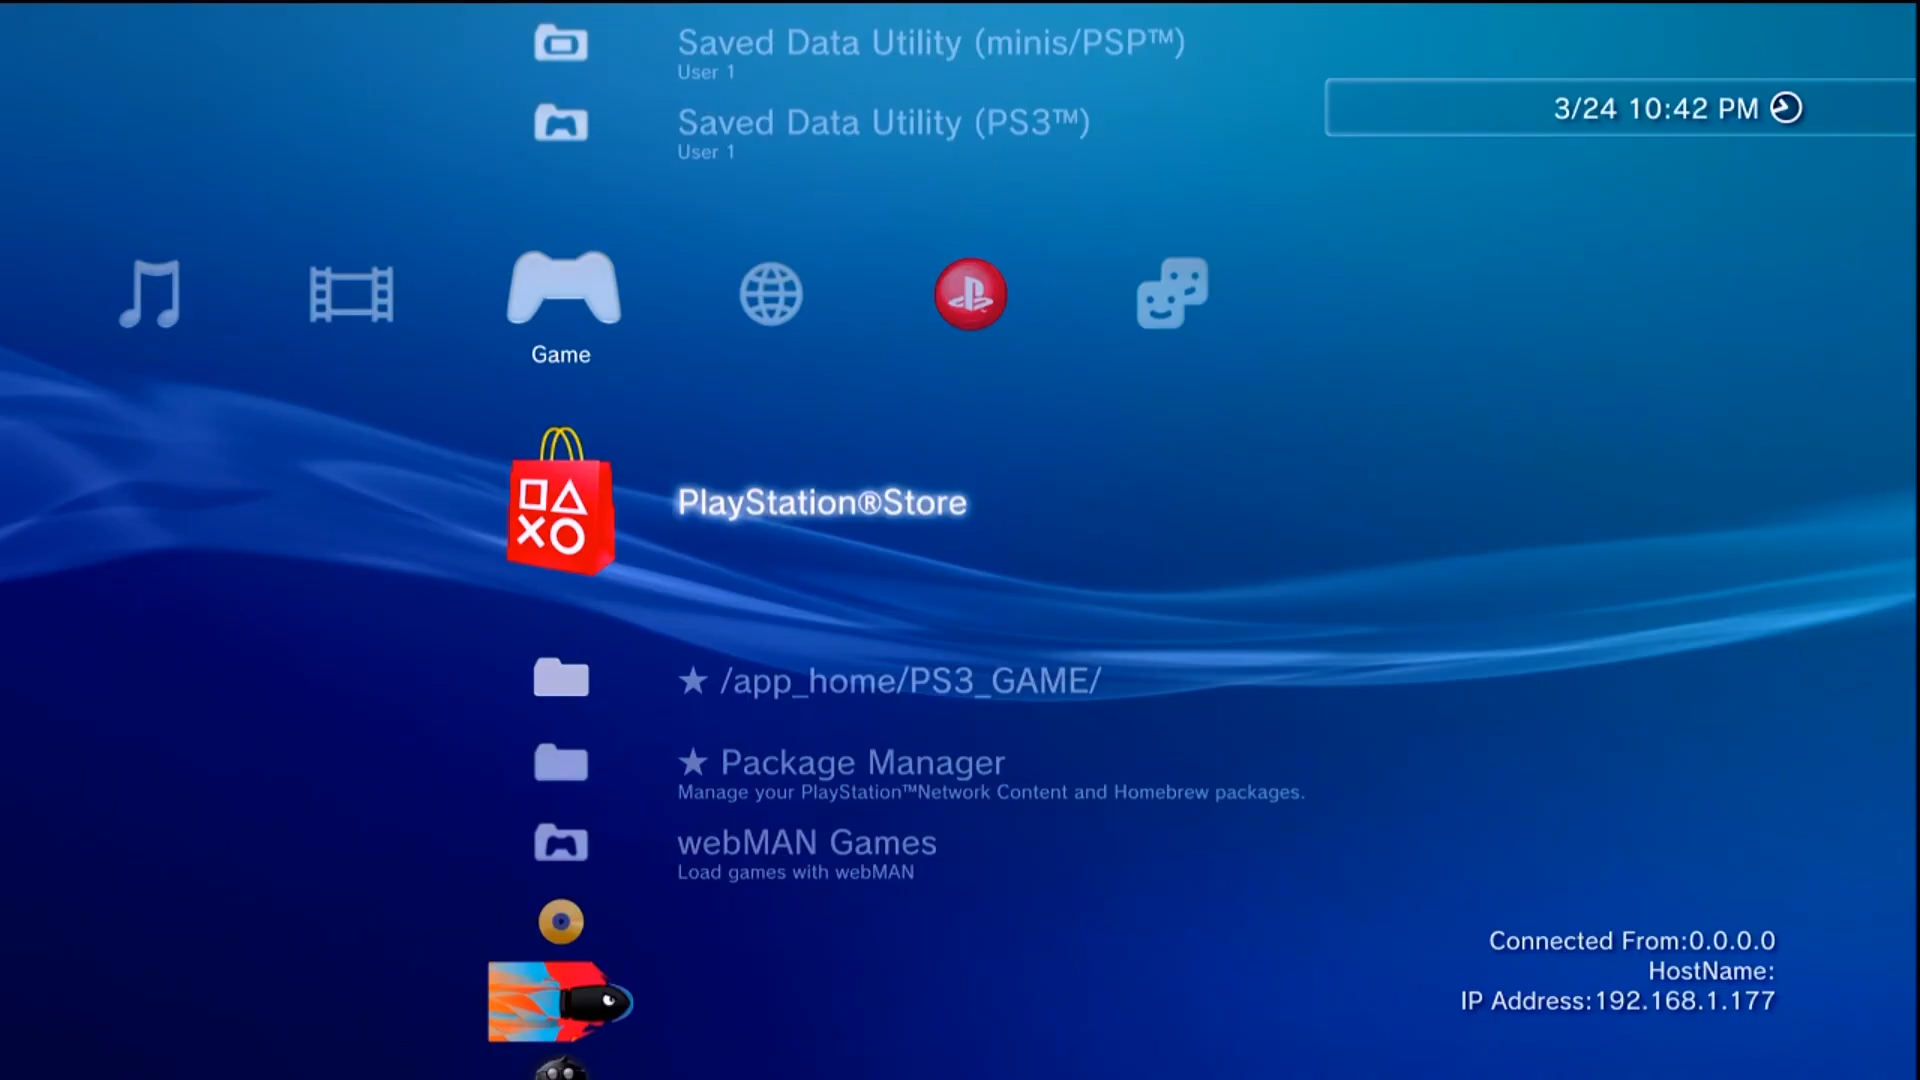 Saved Data Utility (minis/PSP™)
User 1
Saved Data Utility (PS3™)
User 1
3/24 10:42 PM
Game
PlayStation®Store
★ /app_home/PS3_GAME/
★ Package Manager
Manage your PlayStation™Network Content and Homebrew packages.
webMAN Games
Load games with webMAN
Connected From:0.0.0.0
HostName:
IP Address:192.168.1.177